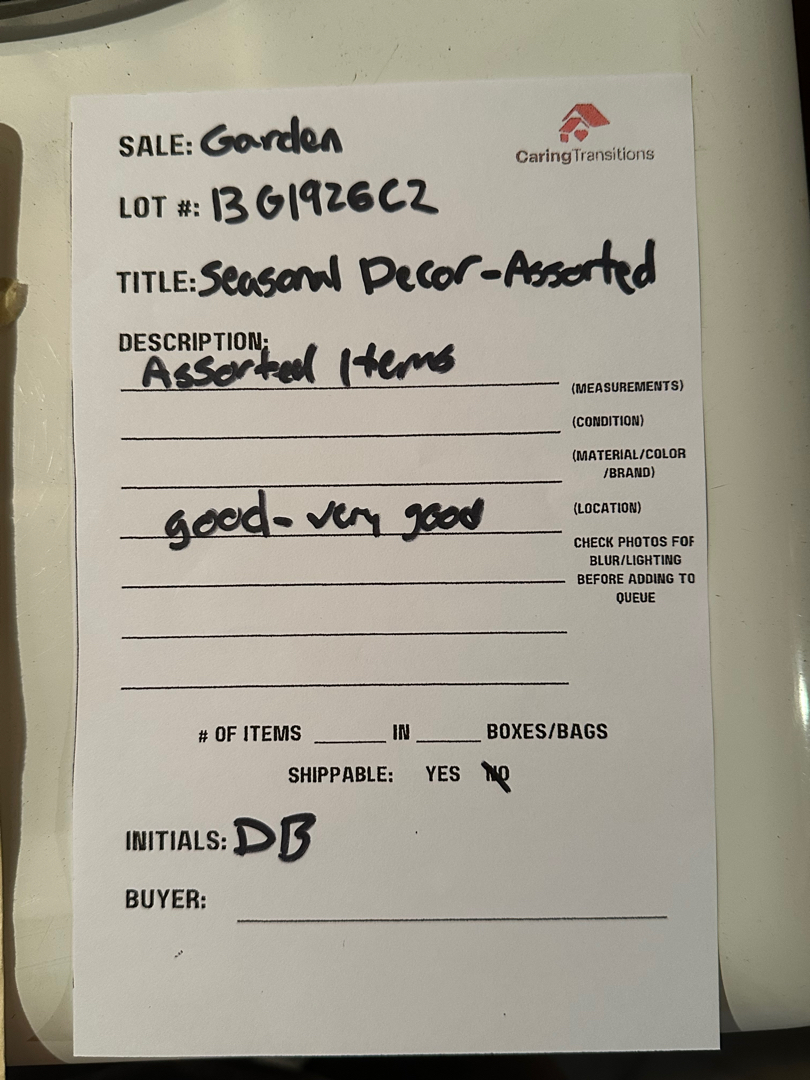 SALE: Garden
CaringTransitions
LOT #: 13G1926C2
TITLE: Seasonal Decor-Assorted
DESCRIPTION:
Assorted Items
(MEASUREMENTS)
(CONDITION)
(MATERIAL/COLOR
/BRAND)
good- very good
(LOCATION)
CHECK PHOTOS FOR
BLUR/LIGHTING
BEFORE ADDING TO
QUEUE
# OF ITEMS ______ IN ______ BOXES/BAGS
SHIPPABLE: YES NO
INITIALS: DB
BUYER: